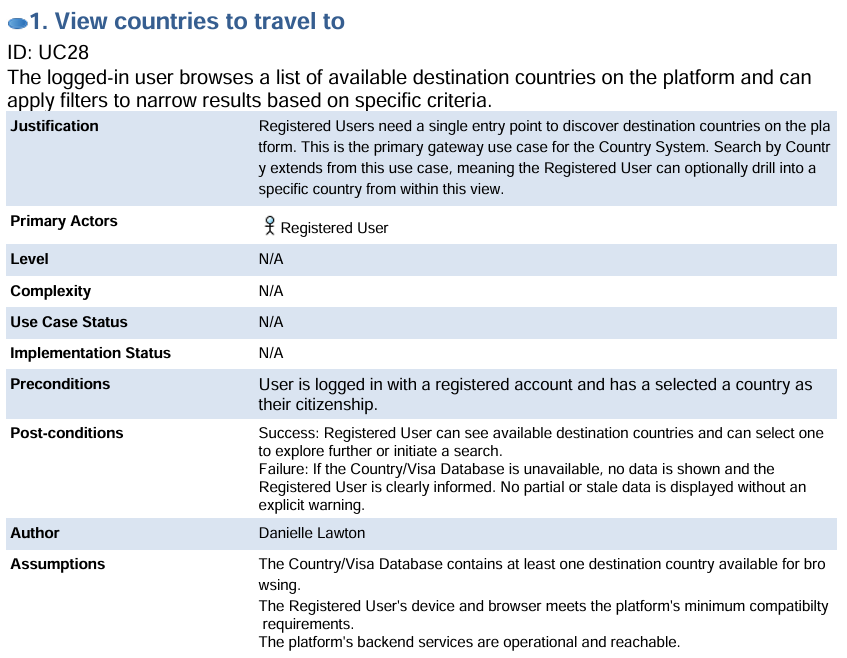 1. View countries to travel to
ID: UC28
The logged-in user browses a list of available destination countries on the platform and can
apply filters to narrow results based on specific criteria.
Justification
Registered Users need a single entry point to discover destination countries on the pla
tform. This is the primary gateway use case for the Country System. Search by Countr
y extends from this use case, meaning the Registered User can optionally drill into a
specific country from within this view.
Primary Actors
Registered User
Level
N/A
Complexity
N/A
Use Case Status
N/A
Implementation Status
N/A
Preconditions
User is logged in with a registered account and has a selected a country as
their citizenship.
Post-conditions
Success: Registered User can see available destination countries and can select one
to explore further or initiate a search.
Failure: If the Country/Visa Database is unavailable, no data is shown and the
Registered User is clearly informed. No partial or stale data is displayed without an
explicit warning.
Author
Danielle Lawton
Assumptions
The Country/Visa Database contains at least one destination country available for bro
wsing.
The Registered User's device and browser meets the platform's minimum compatibilty
requirements.
The platform's backend services are operational and reachable.